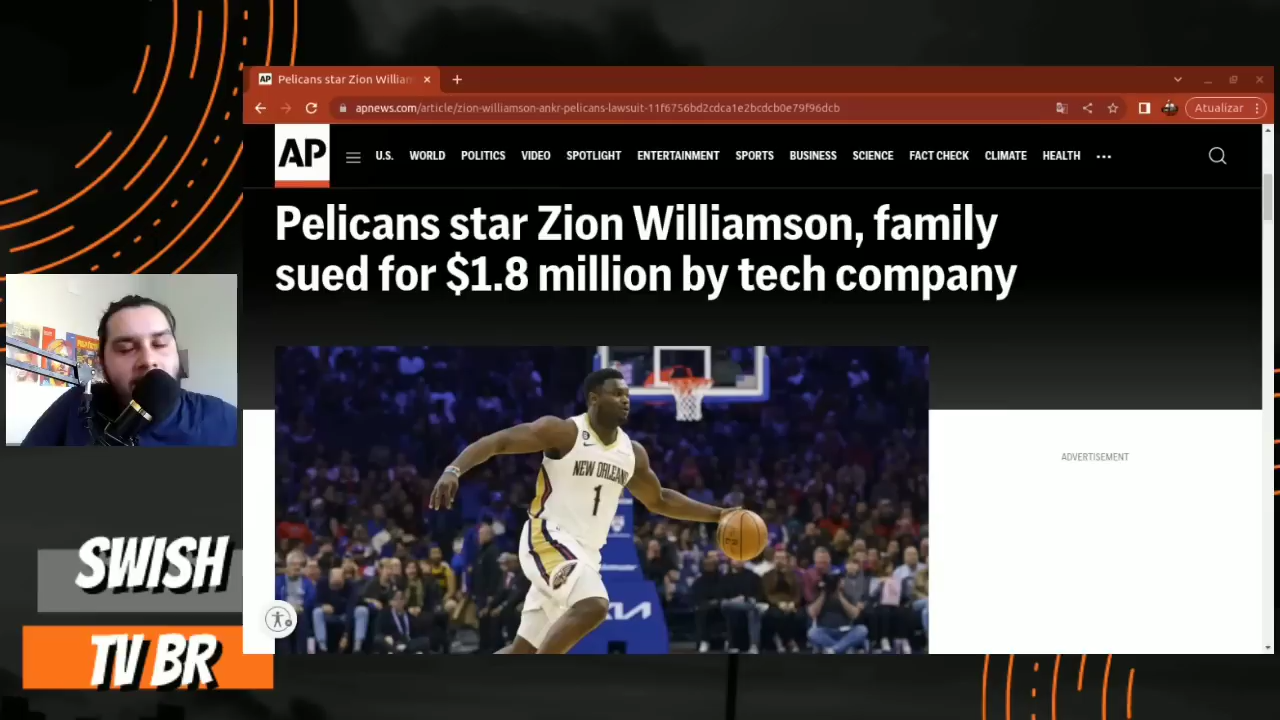 Pelicans star Zion William
apnews.com/article/zion-williamson-ankr-pelicans-lawsuit-11f6756bd2cdca1e2bcdcb0e79f96dcb
Atualizar
AP
U.S. WORLD POLITICS VIDEO SPOTLIGHT ENTERTAINMENT SPORTS BUSINESS SCIENCE FACT CHECK CLIMATE HEALTH
Pelicans star Zion Williamson, family
sued for $1.8 million by tech company
ADVERTISEMENT
NEW ORLEANS
1
KIA
SWISH
TV BR